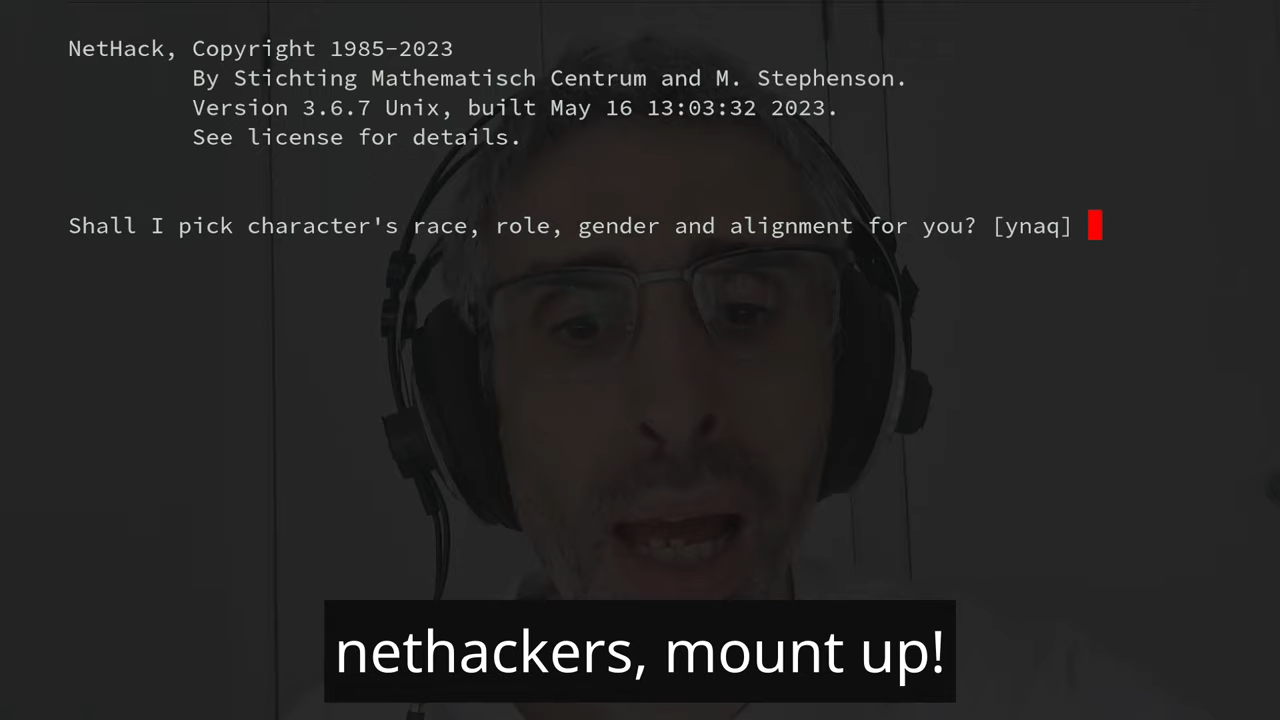 NetHack, Copyright 1985-2023
By Stichting Mathematisch Centrum and M. Stephenson.
Version 3.6.7 Unix, built May 16 13:03:32 2023.
See license for details.
Shall I pick character's race, role, gender and alignment for you? [ynaq]
nethackers, mount up!